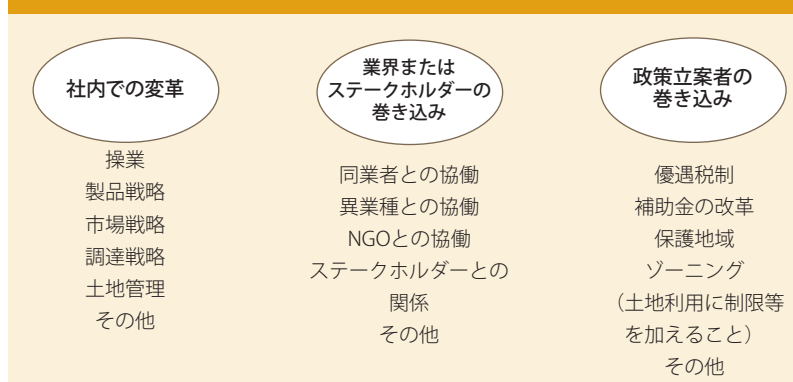 社内での変革
操業
製品戦略
市場戦略
調達戦略
土地管理
その他
業界または
ステークホルダーの
巻き込み
同業者との協働
異業種との協働
NGOとの協働
ステークホルダーとの
関係
その他
政策立案者の
巻き込み
優遇税制
補助金の改革
保護地域
ゾーニング
（土地利用に制限等
を加えること）
その他